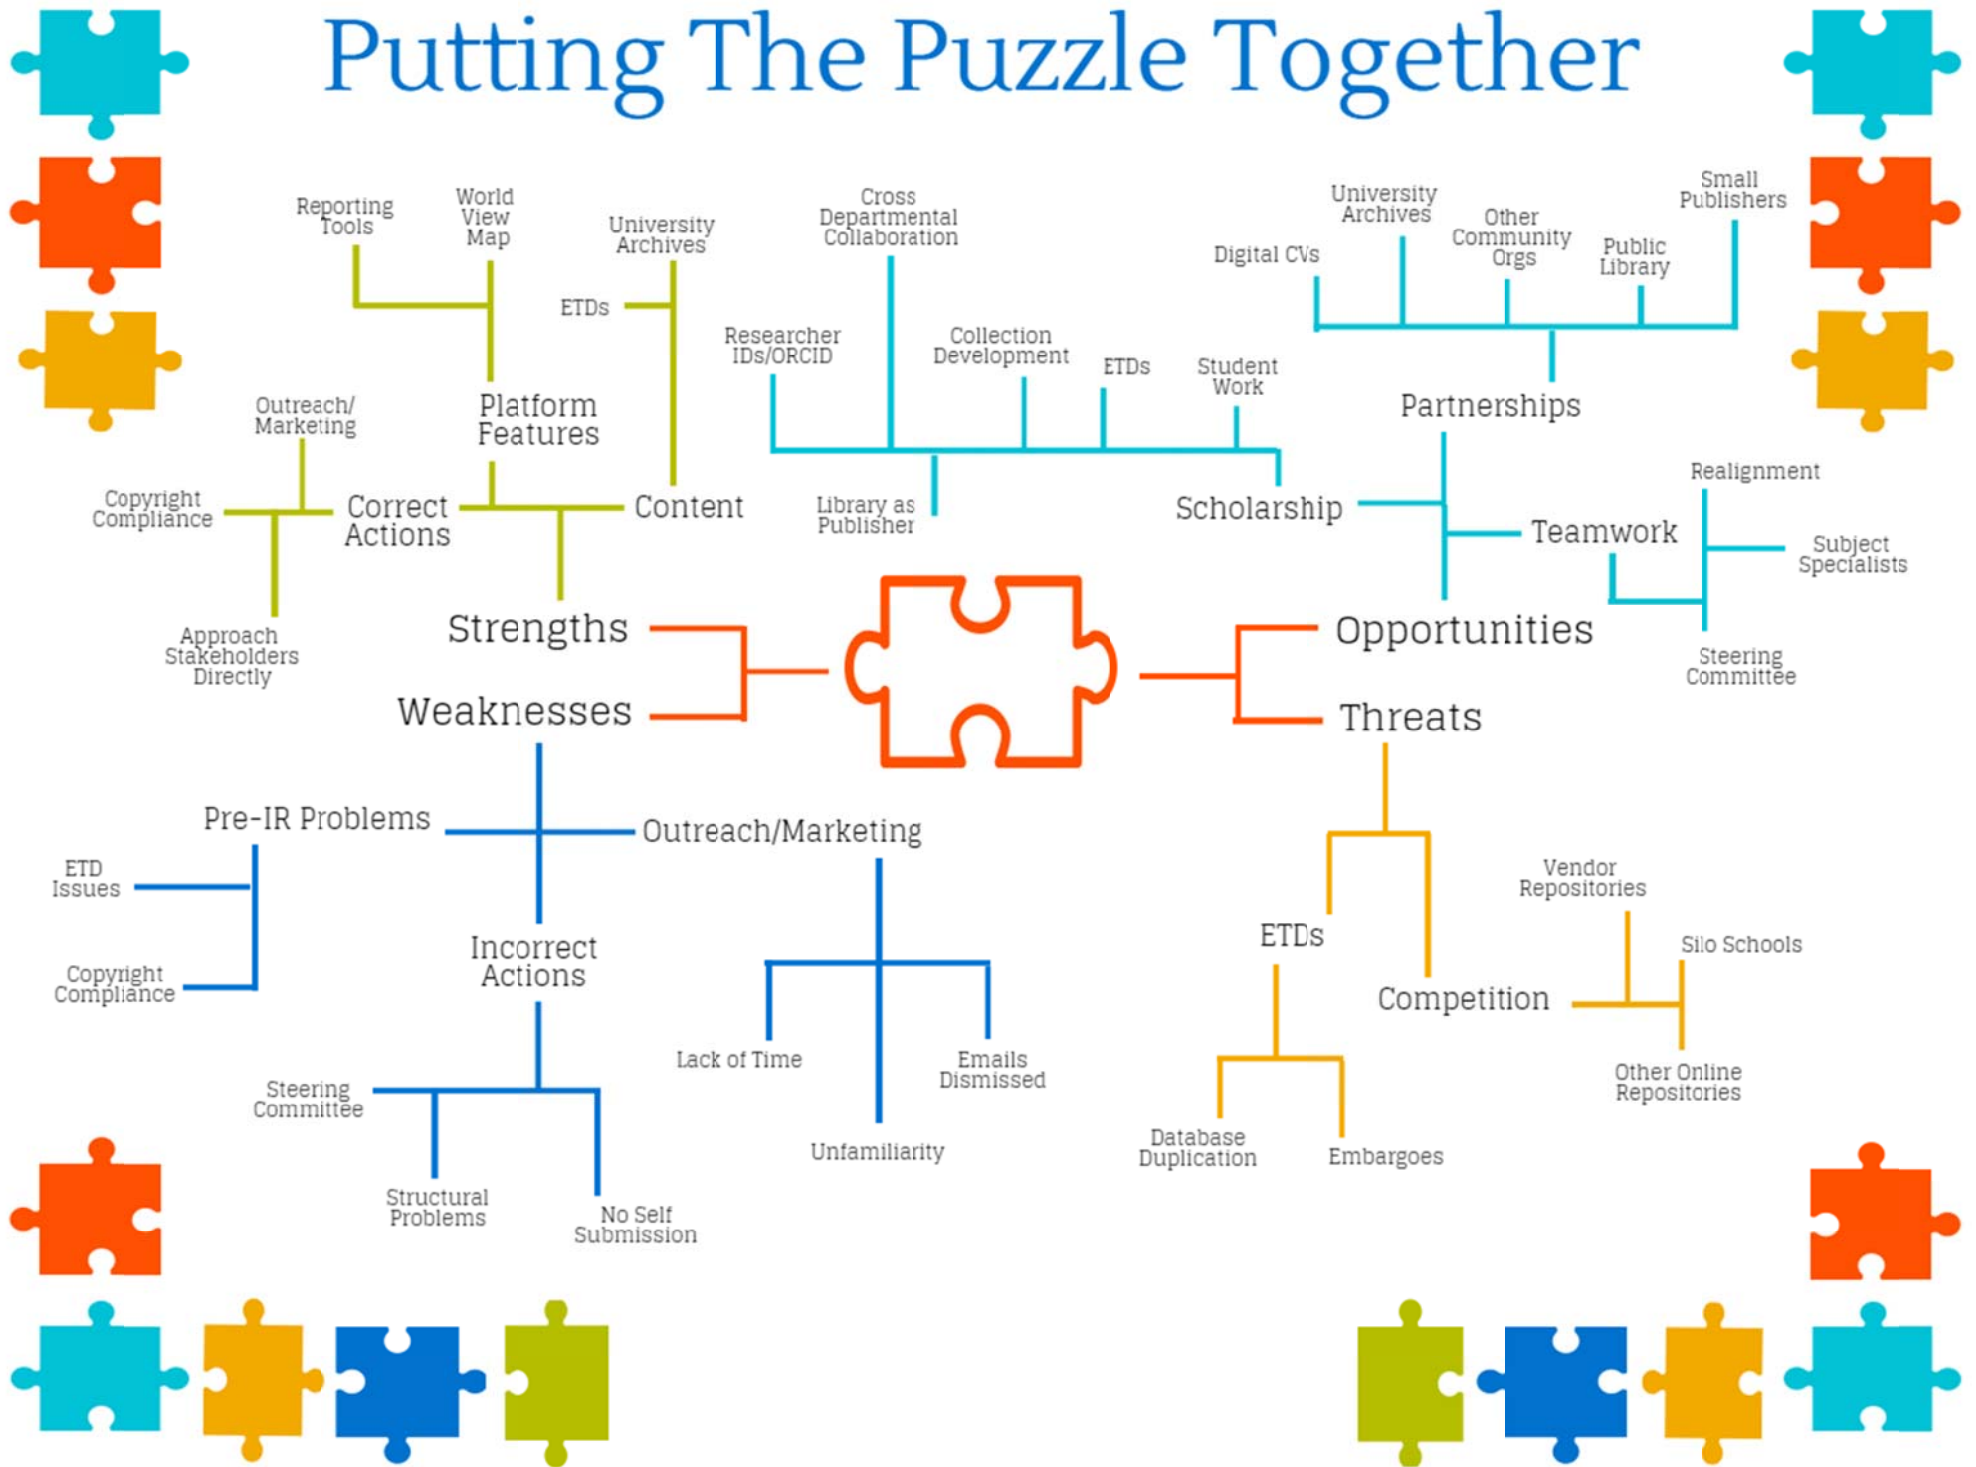 Putting The Puzzle Together
Reporting
Tools
World
View
Map
University
Archives
ETDs
Platform
Features
Outreach/
Marketing
Copyright
Compliance
Correct
Actions
Content
Approach
Stakeholders
Directly
Strengths
Cross
Departmental
Collaboration
Researcher
IDs/ORCID
Collection
Development
ETDs
Student
Work
Library as
Publisher
Scholarship
Digital CVs
University
Archives
Other
Community
Orgs
Public
Library
Small
Publishers
Partnerships
Realignment
Teamwork
Subject
Specialists
Steering
Committee
Opportunities
Weaknesses
Threats
Pre-IR Problems
Outreach/Marketing
ETD
Issues
Copyright
Compliance
Incorrect
Actions
Steering
Committee
Structural
Problems
No Self
Submission
Lack of Time
Emails
Dismissed
Unfamiliarity
ETDs
Competition
Vendor
Repositories
Silo Schools
Other Online
Repositories
Database
Duplication
Embargoes